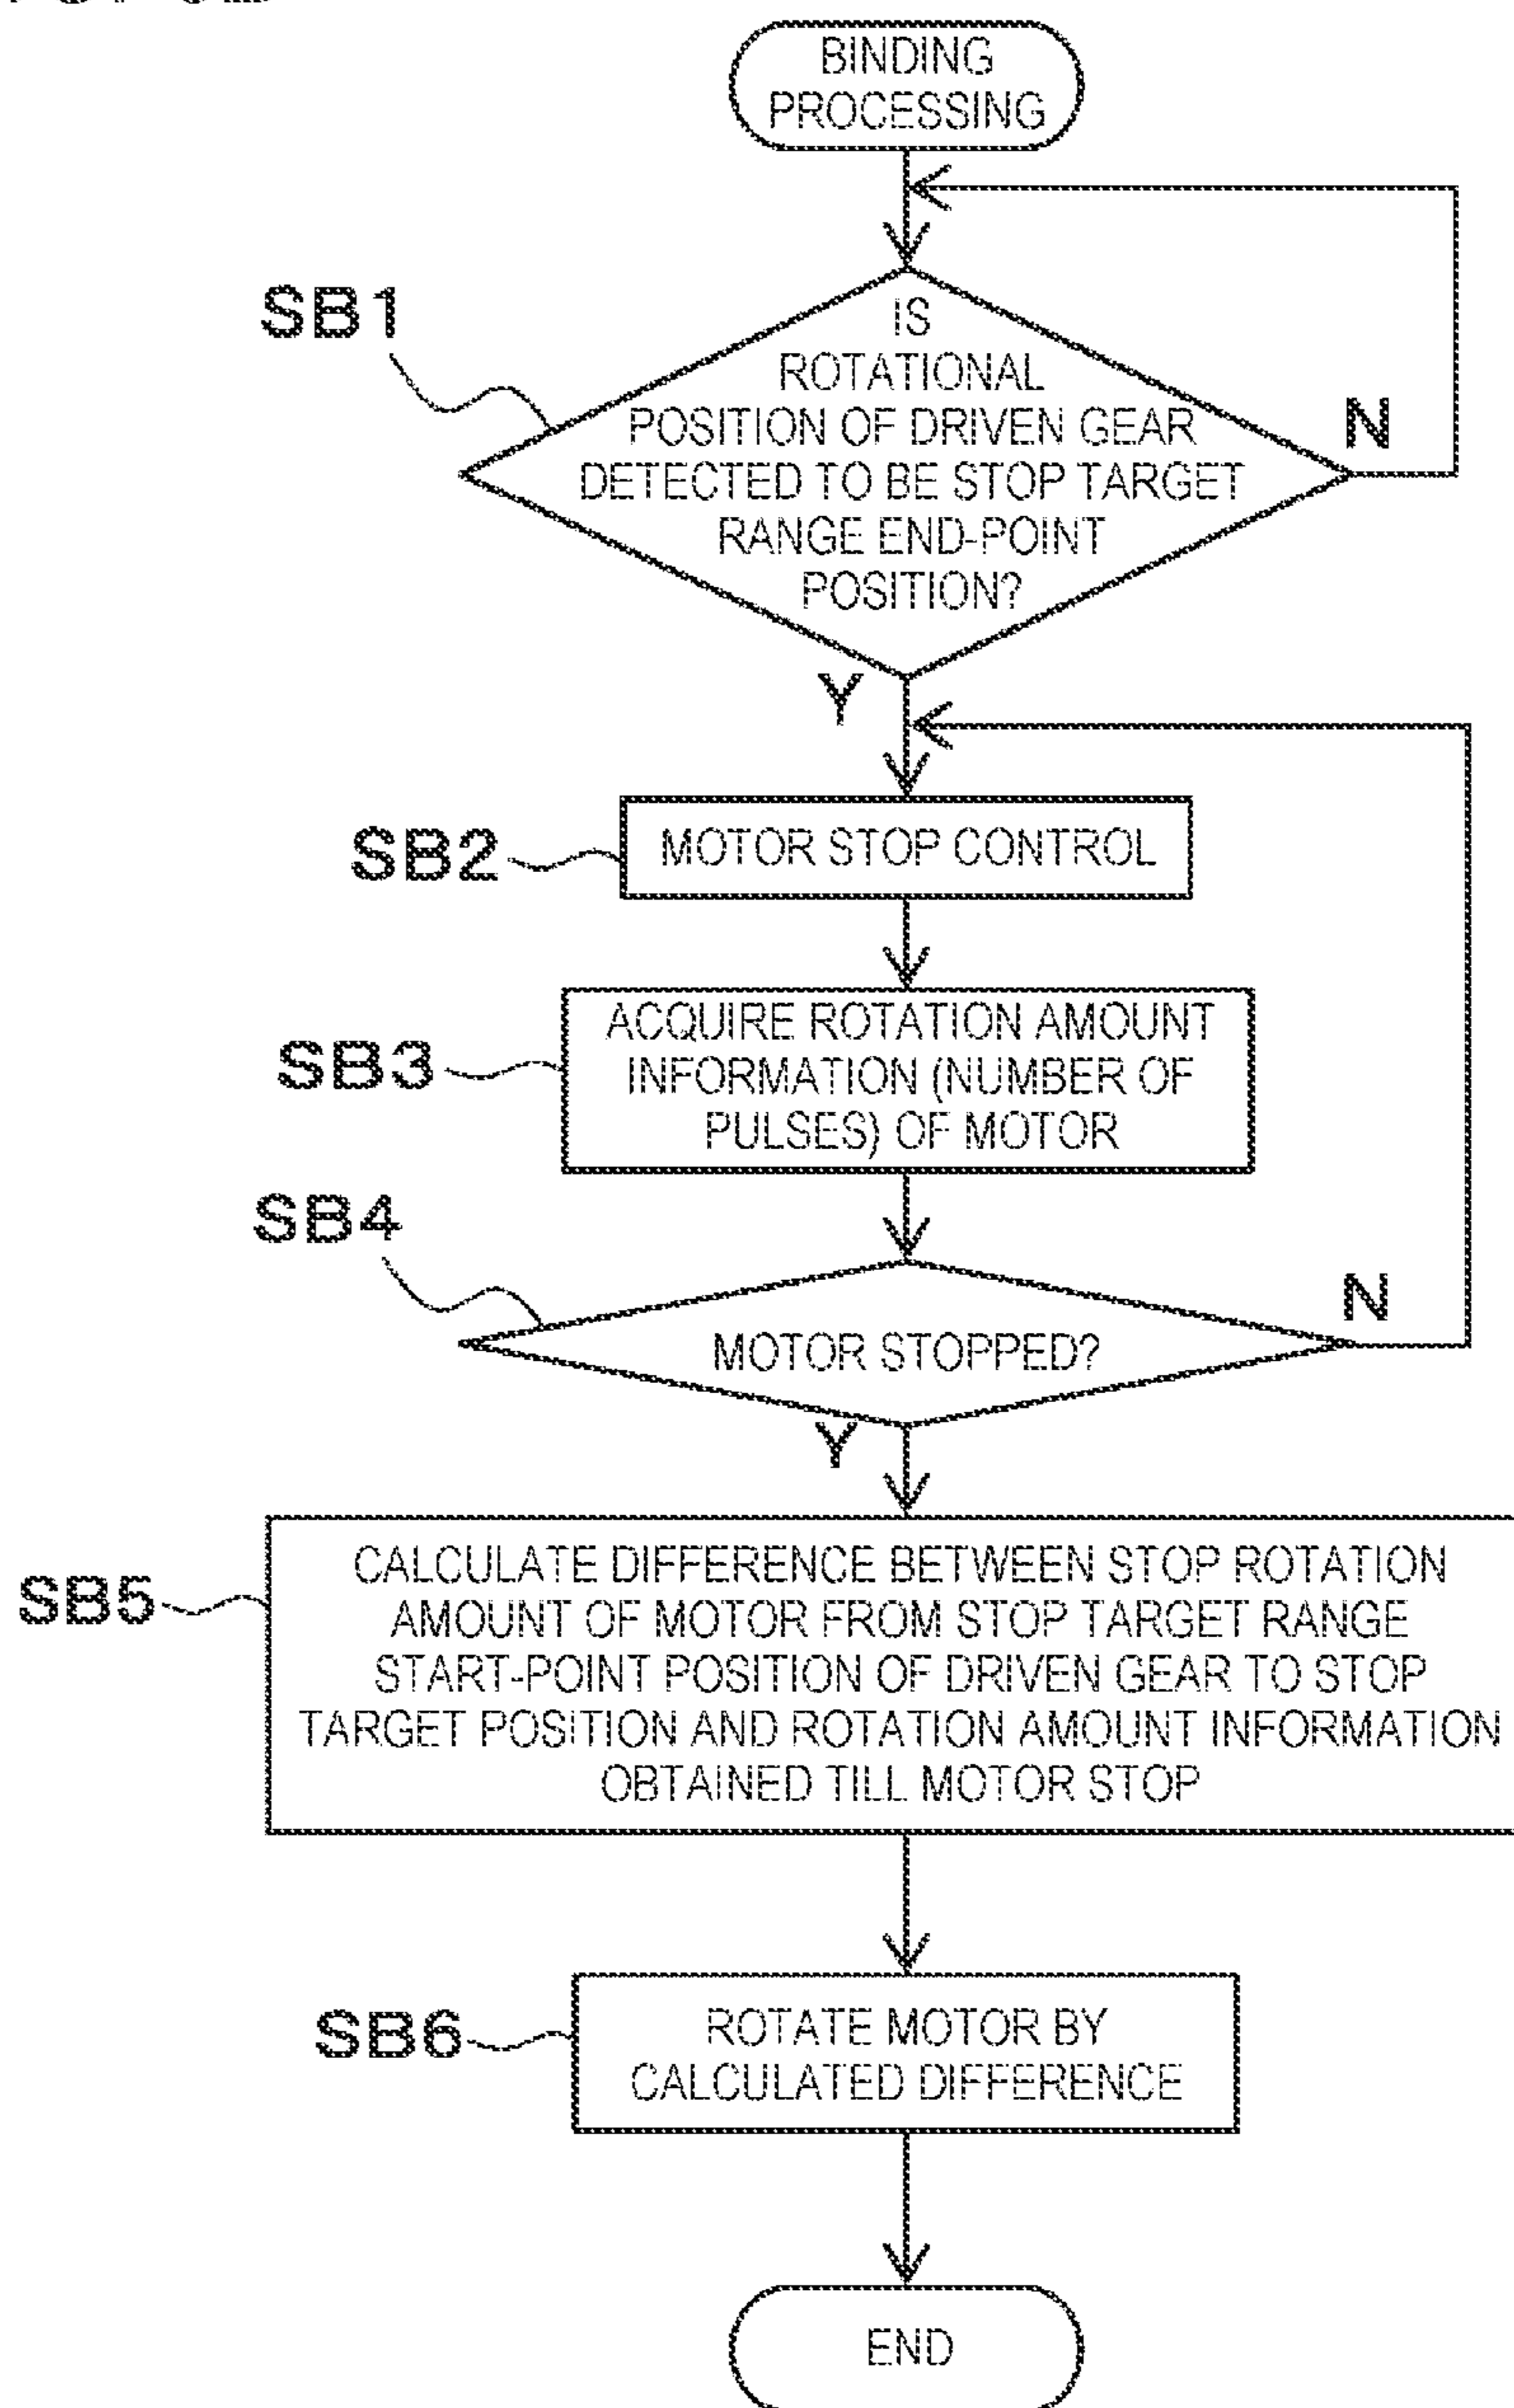 BINDING
PROCESSING
SB1
IS
ROTATIONAL
POSITION OF DRIVEN GEAR
DETECTED TO BE STOP TARGET
RANGE END-POINT
POSITION?
N
Y
SB2
MOTOR STOP CONTROL
SB3
ACQUIRE ROTATION AMOUNT
INFORMATION (NUMBER OF
PULSES) OF MOTOR
SB4
MOTOR STOPPED?
N
Y
SB5
CALCULATE DIFFERENCE BETWEEN STOP ROTATION
AMOUNT OF MOTOR FROM STOP TARGET RANGE
START-POINT POSITION OF DRIVEN GEAR TO STOP
TARGET POSITION AND ROTATION AMOUNT INFORMATION
OBTAINED TILL MOTOR STOP
SB6
ROTATE MOTOR BY
CALCULATED DIFFERENCE
END